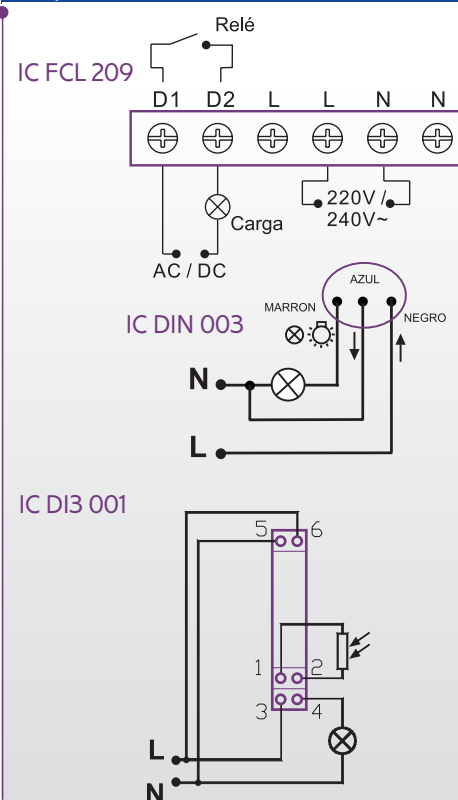 Relé
IC FCL 209
D1 D2 L L N N
220V /
240V~
Carga
AC / DC
AZUL
MARRON
NEGRO
IC DIN 003
N
L
IC DI3 001
5 6
1 2
3 4
L
N